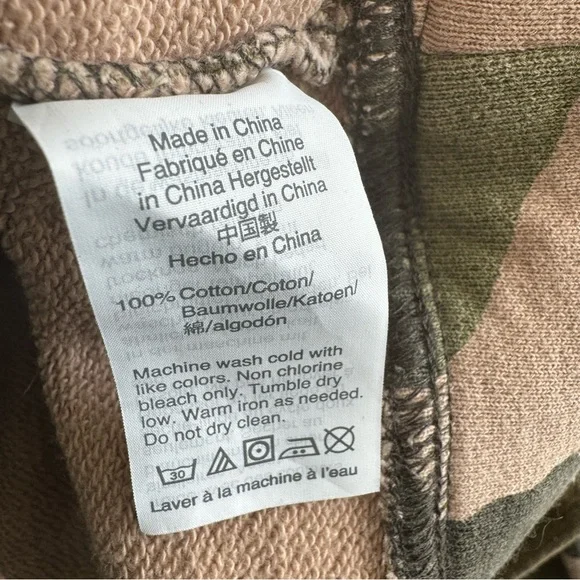 Made in China
Fabriqué en Chine
in China Hergestellt
Vervaardigd in China
中国製
Hecho en China
100% Cotton/Coton/
Baumwolle/Katoen/
綿/algodón
Machine wash cold with
like colors. Non chlorine
bleach only. Tumble dry
low. Warm iron as needed.
Do not dry clean.
30
Laver à la machine à l'eau